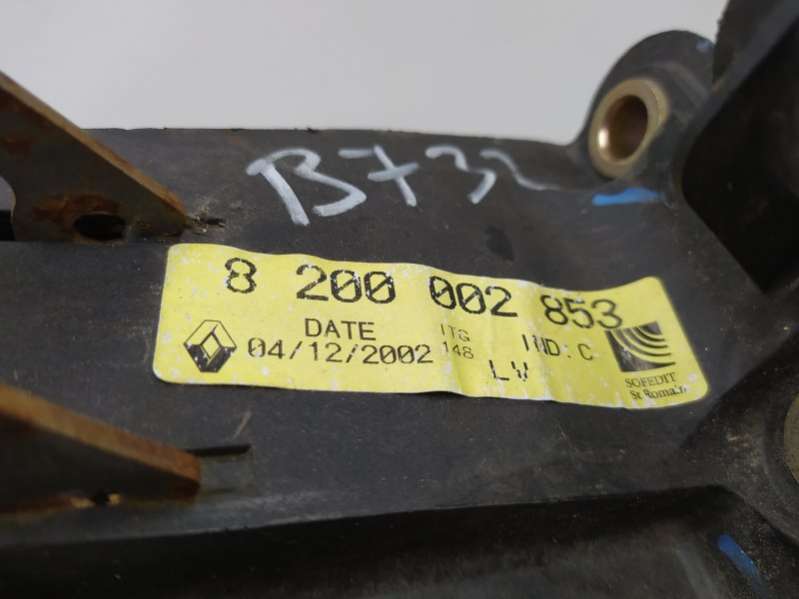 B732
8 200 002 853
DATE ITG IND: C
04/12/2002 148 LV
SOFEDIT
St Romain